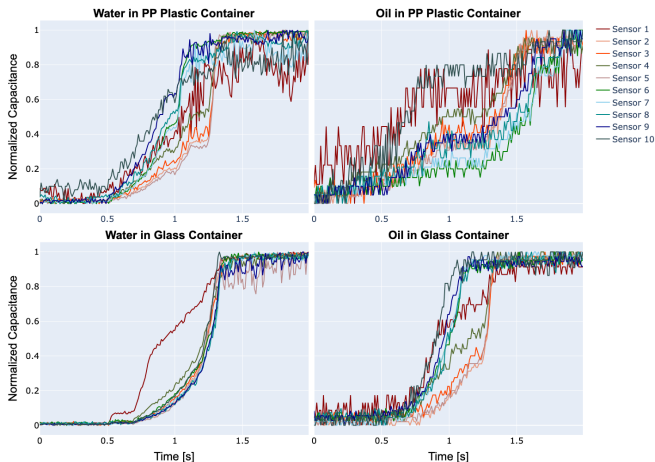 Water in PP Plastic Container
Oil in PP Plastic Container
Normalized Capacitance
1
0.8
0.6
0.4
0.2
0
0
0.5
1
1.5
0
0.5
1
1.5
Sensor 1
Sensor 2
Sensor 3
Sensor 4
Sensor 5
Sensor 6
Sensor 7
Sensor 8
Sensor 9
Sensor 10
Water in Glass Container
Oil in Glass Container
Normalized Capacitance
1
0.8
0.6
0.4
0.2
0
0
0.5
1
1.5
0
0.5
1
1.5
Time [s]
Time [s]